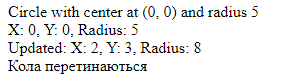 Circle with center at (0, 0) and radius 5
X: 0, Y: 0, Radius: 5
Updated: X: 2, Y: 3, Radius: 8
Кола перетинаються